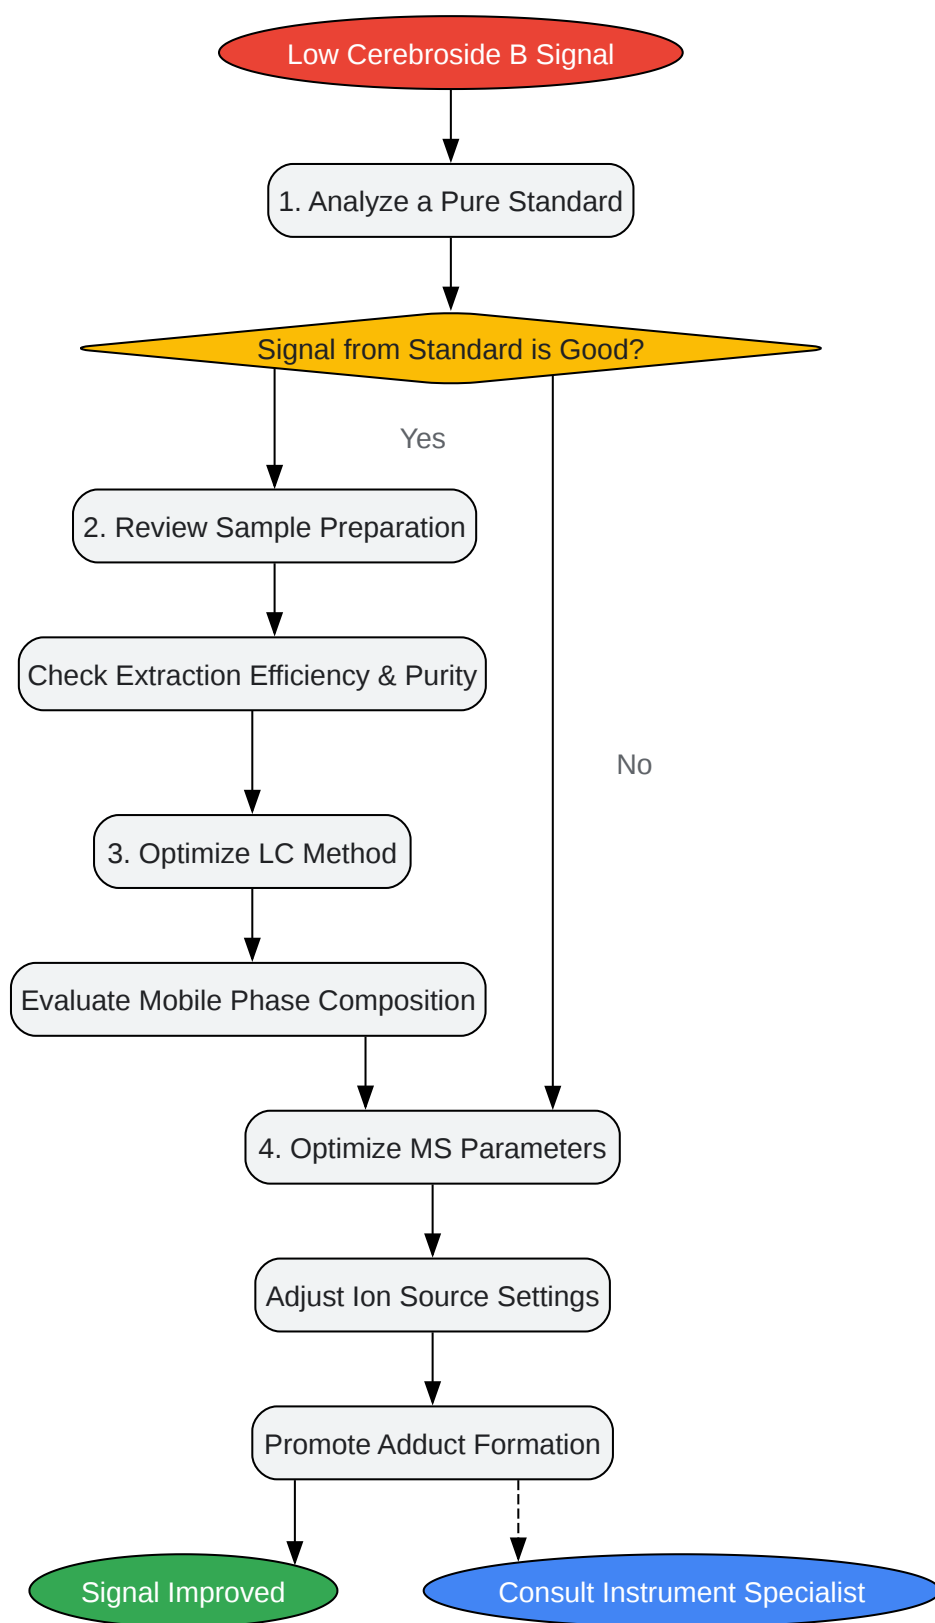 Low Cerebroside B Signal
1. Analyze a Pure Standard
Signal from Standard is Good?
Yes
2. Review Sample Preparation
Check Extraction Efficiency & Purity
No
3. Optimize LC Method
Evaluate Mobile Phase Composition
4. Optimize MS Parameters
Adjust Ion Source Settings
Promote Adduct Formation
Signal Improved
Consult Instrument Specialist